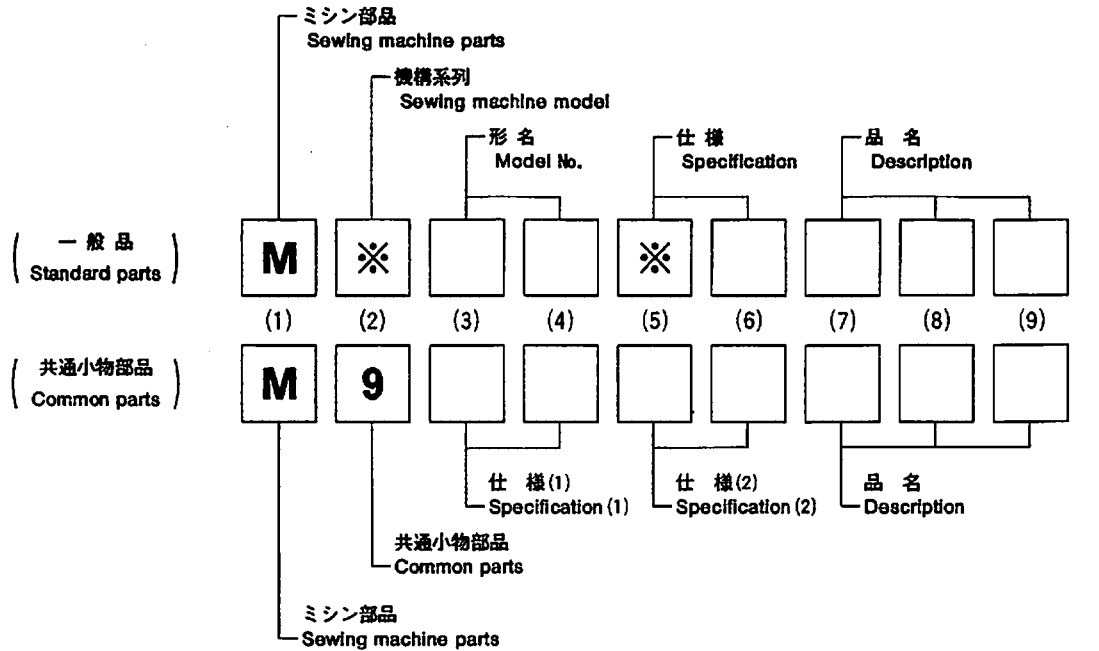 ミシン部品
Sewing machine parts
機構系列
Sewing machine model
形 名
Model No.
仕 様
Specification
品 名
Description
一 般 品
Standard parts
M ※ ※
(1) (2) (3) (4) (5) (6) (7) (8) (9)
共通小物部品
Common parts
M 9
仕 様(1)
Specification (1)
仕 様(2)
Specification (2)
品 名
Description
共通小物部品
Common parts
ミシン部品
Sewing machine parts